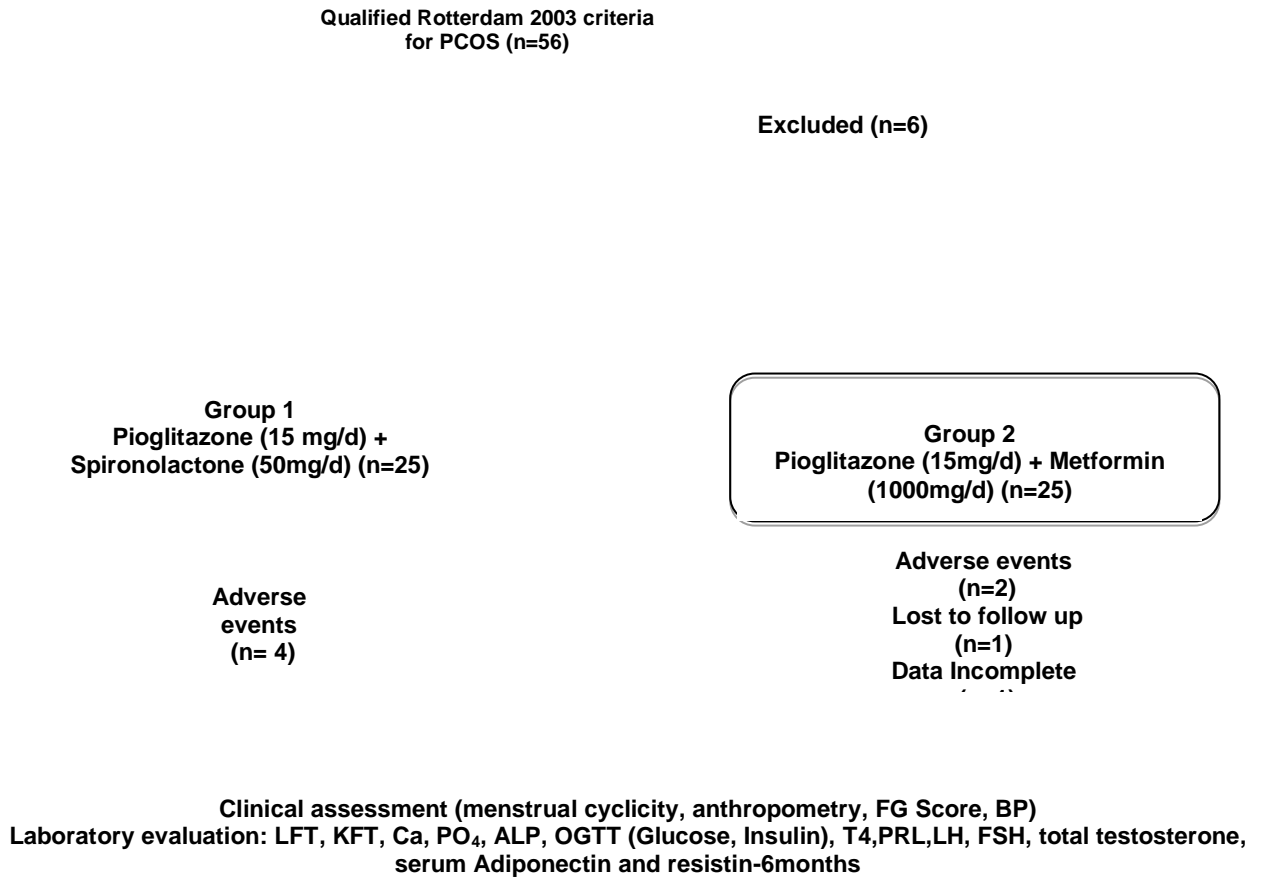 Qualified Rotterdam 2003 criteria
for PCOS (n=56)
Excluded (n=6)
Group 1
Pioglitazone (15 mg/d) +
Spironolactone (50mg/d) (n=25)
Group 2
Pioglitazone (15mg/d) + Metformin
(1000mg/d) (n=25)
Adverse
events
(n= 4)
Adverse events
(n=2)
Lost to follow up
(n=1)
Data Incomplete
Clinical assessment (menstrual cyclicity, anthropometry, FG Score, BP)
Laboratory evaluation: LFT, KFT, Ca, PO₄, ALP, OGTT (Glucose, Insulin), T4,PRL,LH, FSH, total testosterone,
serum Adiponectin and resistin-6months